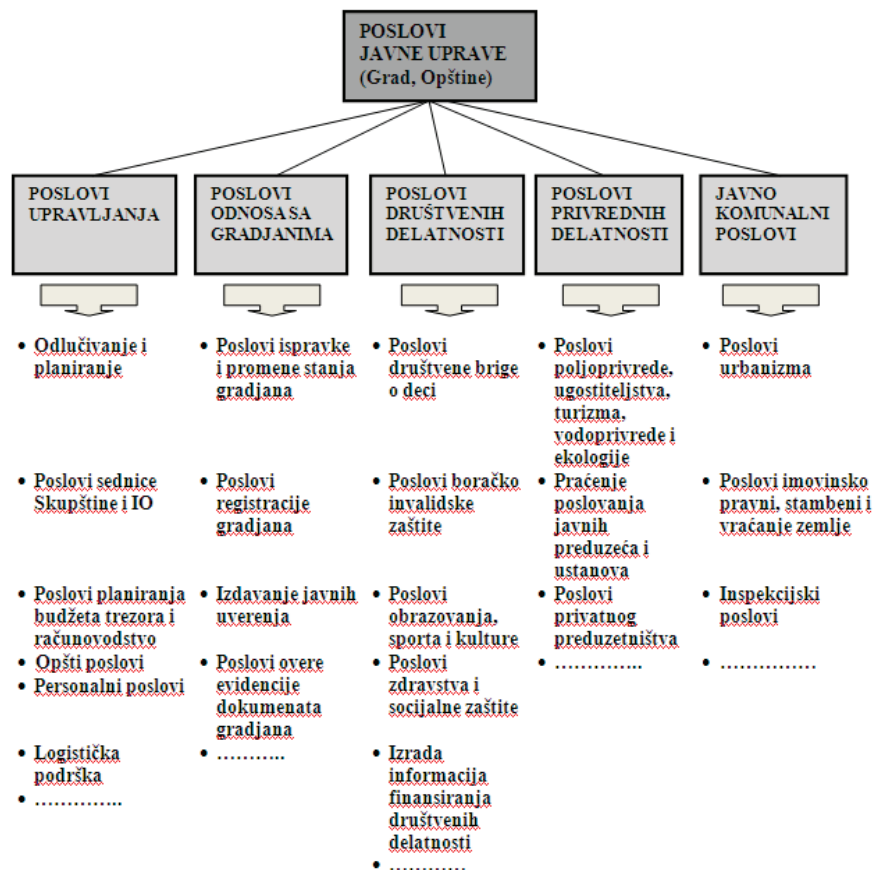 POSLOVI
JAVNE UPRAVE
(Grad, Opštine)
POSLOVI
UPRAVLJANJA
POSLOVI
ODNOSA SA
GRADJANIMA
POSLOVI
DRUŠTVENIH
DELATNOSTI
POSLOVI
PRIVREDNIH
DELATNOSTI
JAVNO
KOMUNALNI
POSLOVI
• Odlučivanje i
planiranje
• Poslovi sednice
Skupštine i IO
• Poslovi planiranja
budžeta trezora i
računovodstvo
• Opšti poslovi
• Personalni poslovi
• Logistička
podrška
• …………..
• Poslovi ispravke
i promene stanja
gradjana
• Poslovi
registracije
gradjana
• Izdavanje javnih
uverenja
• Poslovi overe
evidencije
dokumenata
gradjana
• ………..
• Poslovi
društvene brige
o deci
• Poslovi boračko
invalidske
zaštite
• Poslovi
obrazovanja,
sporta i kulture
• Poslovi
zdravstva i
socijalne zaštite
• Izrada
informacija
finansiranja
društvenih
delatnosti
• …………
• Poslovi
poljoprivrede,
ugostiteljstva,
turizma,
vodoprivrede i
ekologije
• Praćenje
poslovanja
javnih
preduzeća i
ustanova
• Poslovi
privatnog
preduzetništva
• …………..
• Poslovi
urbanizma
• Poslovi imovinsko
pravni, stambeni i
vraćanje zemlje
• Inspekcijski
poslovi
• ……………